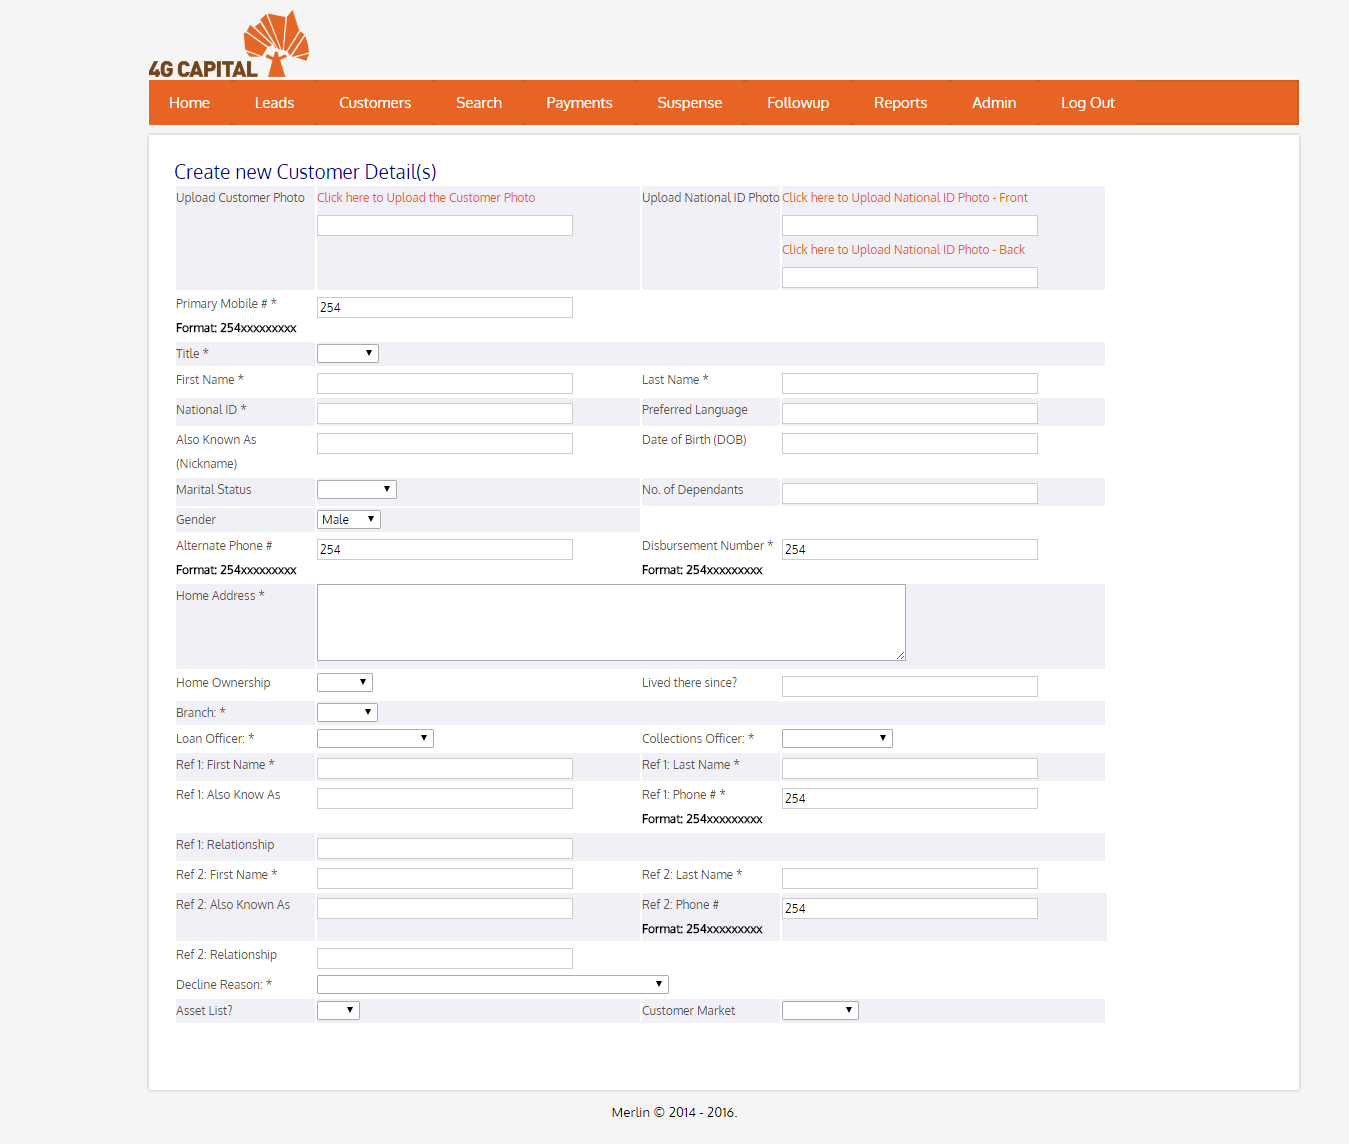 4G CAPITAL
Home Leads Customers Search Payments Suspense Followup Reports Admin Log Out
Create new Customer Detail(s)
Upload Customer Photo Click here to Upload the Customer Photo Upload National ID Photo Click here to Upload National ID Photo - Front
Click here to Upload National ID Photo - Back
Primary Mobile # * 254
Format: 254xxxxxxxxx
Title *
First Name * Last Name *
National ID * Preferred Language
Also Known As Date of Birth (DOB)
(Nickname)
Marital Status No. of Dependants
Gender Male
Alternate Phone # 254 Disbursement Number * 254
Format: 254xxxxxxxxx Format: 254xxxxxxxxx
Home Address *
Home Ownership Lived there since?
Branch: *
Loan Officer: * Collections Officer: *
Ref 1: First Name * Ref 1: Last Name *
Ref 1: Also Know As Ref 1: Phone # * 254
Format: 254xxxxxxxxx
Ref 1: Relationship
Ref 2: First Name * Ref 2: Last Name *
Ref 2: Also Known As Ref 2: Phone # 254
Format: 254xxxxxxxxx
Ref 2: Relationship
Decline Reason: *
Asset List? Customer Market
Merlin © 2014 - 2016.